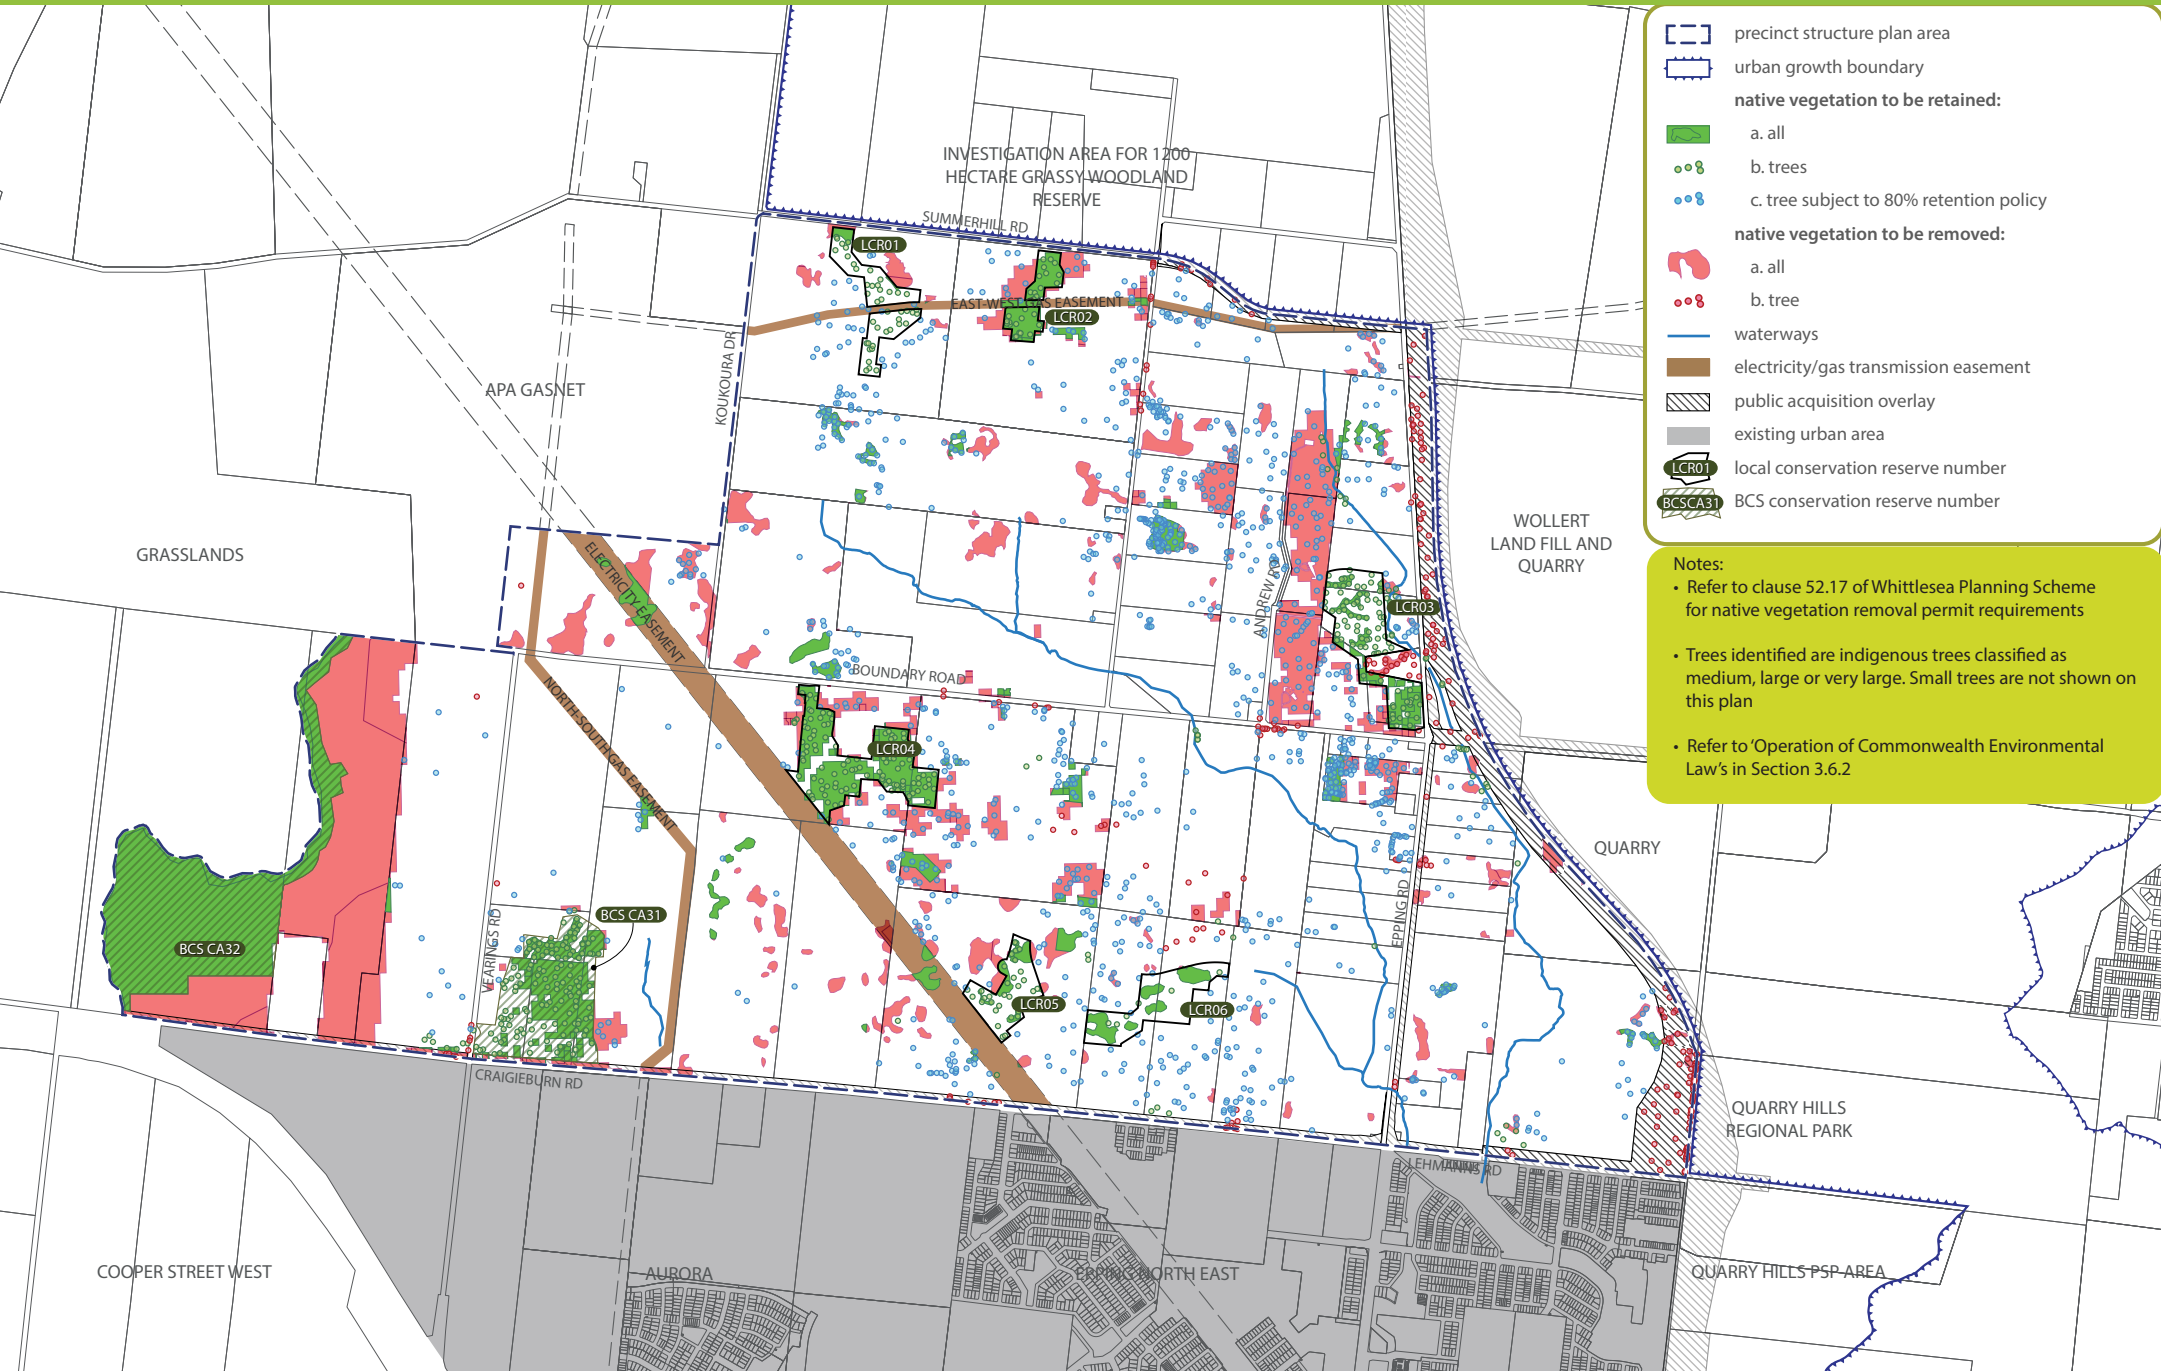 precinct structure plan area
urban growth boundary
native vegetation to be retained:
a. all
b. trees
c. tree subject to 80% retention policy
native vegetation to be removed:
a. all
b. tree
waterways
electricity/gas transmission easement
public acquisition overlay
existing urban area
LCR01
local conservation reserve number
BCSCA31
BCS conservation reserve number
Notes:
• Refer to clause 52.17 of Whittlesea Planning Scheme
for native vegetation removal permit requirements
• Trees identified are indigenous trees classified as
medium, large or very large. Small trees are not shown on
this plan
• Refer to 'Operation of Commonwealth Environmental
Law's in Section 3.6.2
INVESTIGATION AREA FOR 1200
HECTARE GRASSY WOODLAND
RESERVE
SUMMERHILL RD
LCR01
EAST-WEST GAS EASEMENT
LCR02
KOUKOURA DR
APA GASNET
GRASSLANDS
WOLLERT
LAND FILL AND
QUARRY
ELECTRICITY EASEMENT
ANDREW RD
LCR03
BOUNDARY ROAD
NORTH-SOUTH GAS EASEMENT
LCR04
QUARRY
EPPING RD
BCS CA31
VEARINGS RD
BCS CA32
LCR05
LCR06
CRAIGIEBURN RD
QUARRY HILLS
REGIONAL PARK
LEHMANNS RD
COOPER STREET WEST
AURORA
EPPING NORTH EAST
QUARRY HILLS PSP AREA